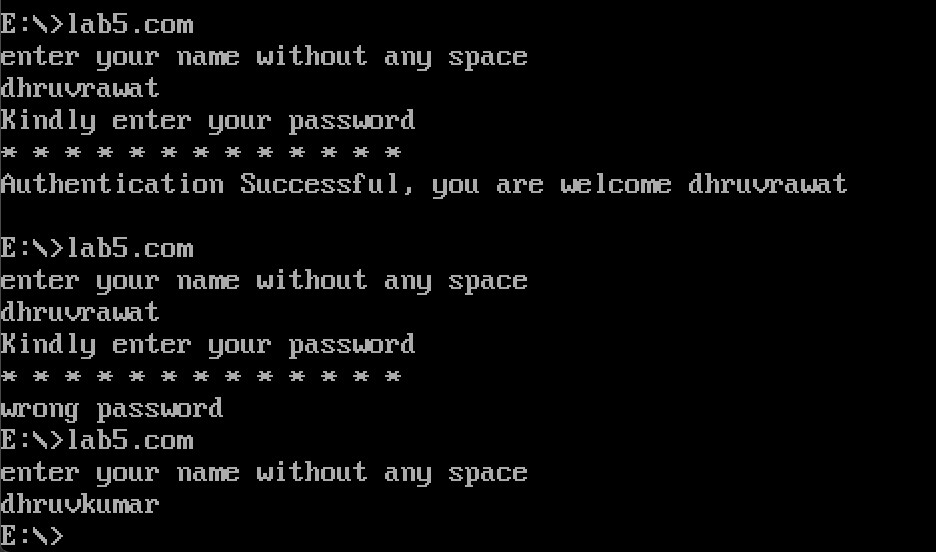 E:\>lab5.com
enter your name without any space
dhruvrawat
Kindly enter your password
* * * * * * * * * * * * *
Authentication Successful, you are welcome dhruvrawat
E:\>lab5.com
enter your name without any space
dhruvrawat
Kindly enter your password
* * * * * * * * * * * * *
wrong password
E:\>lab5.com
enter your name without any space
dhruvkumar
E:\>